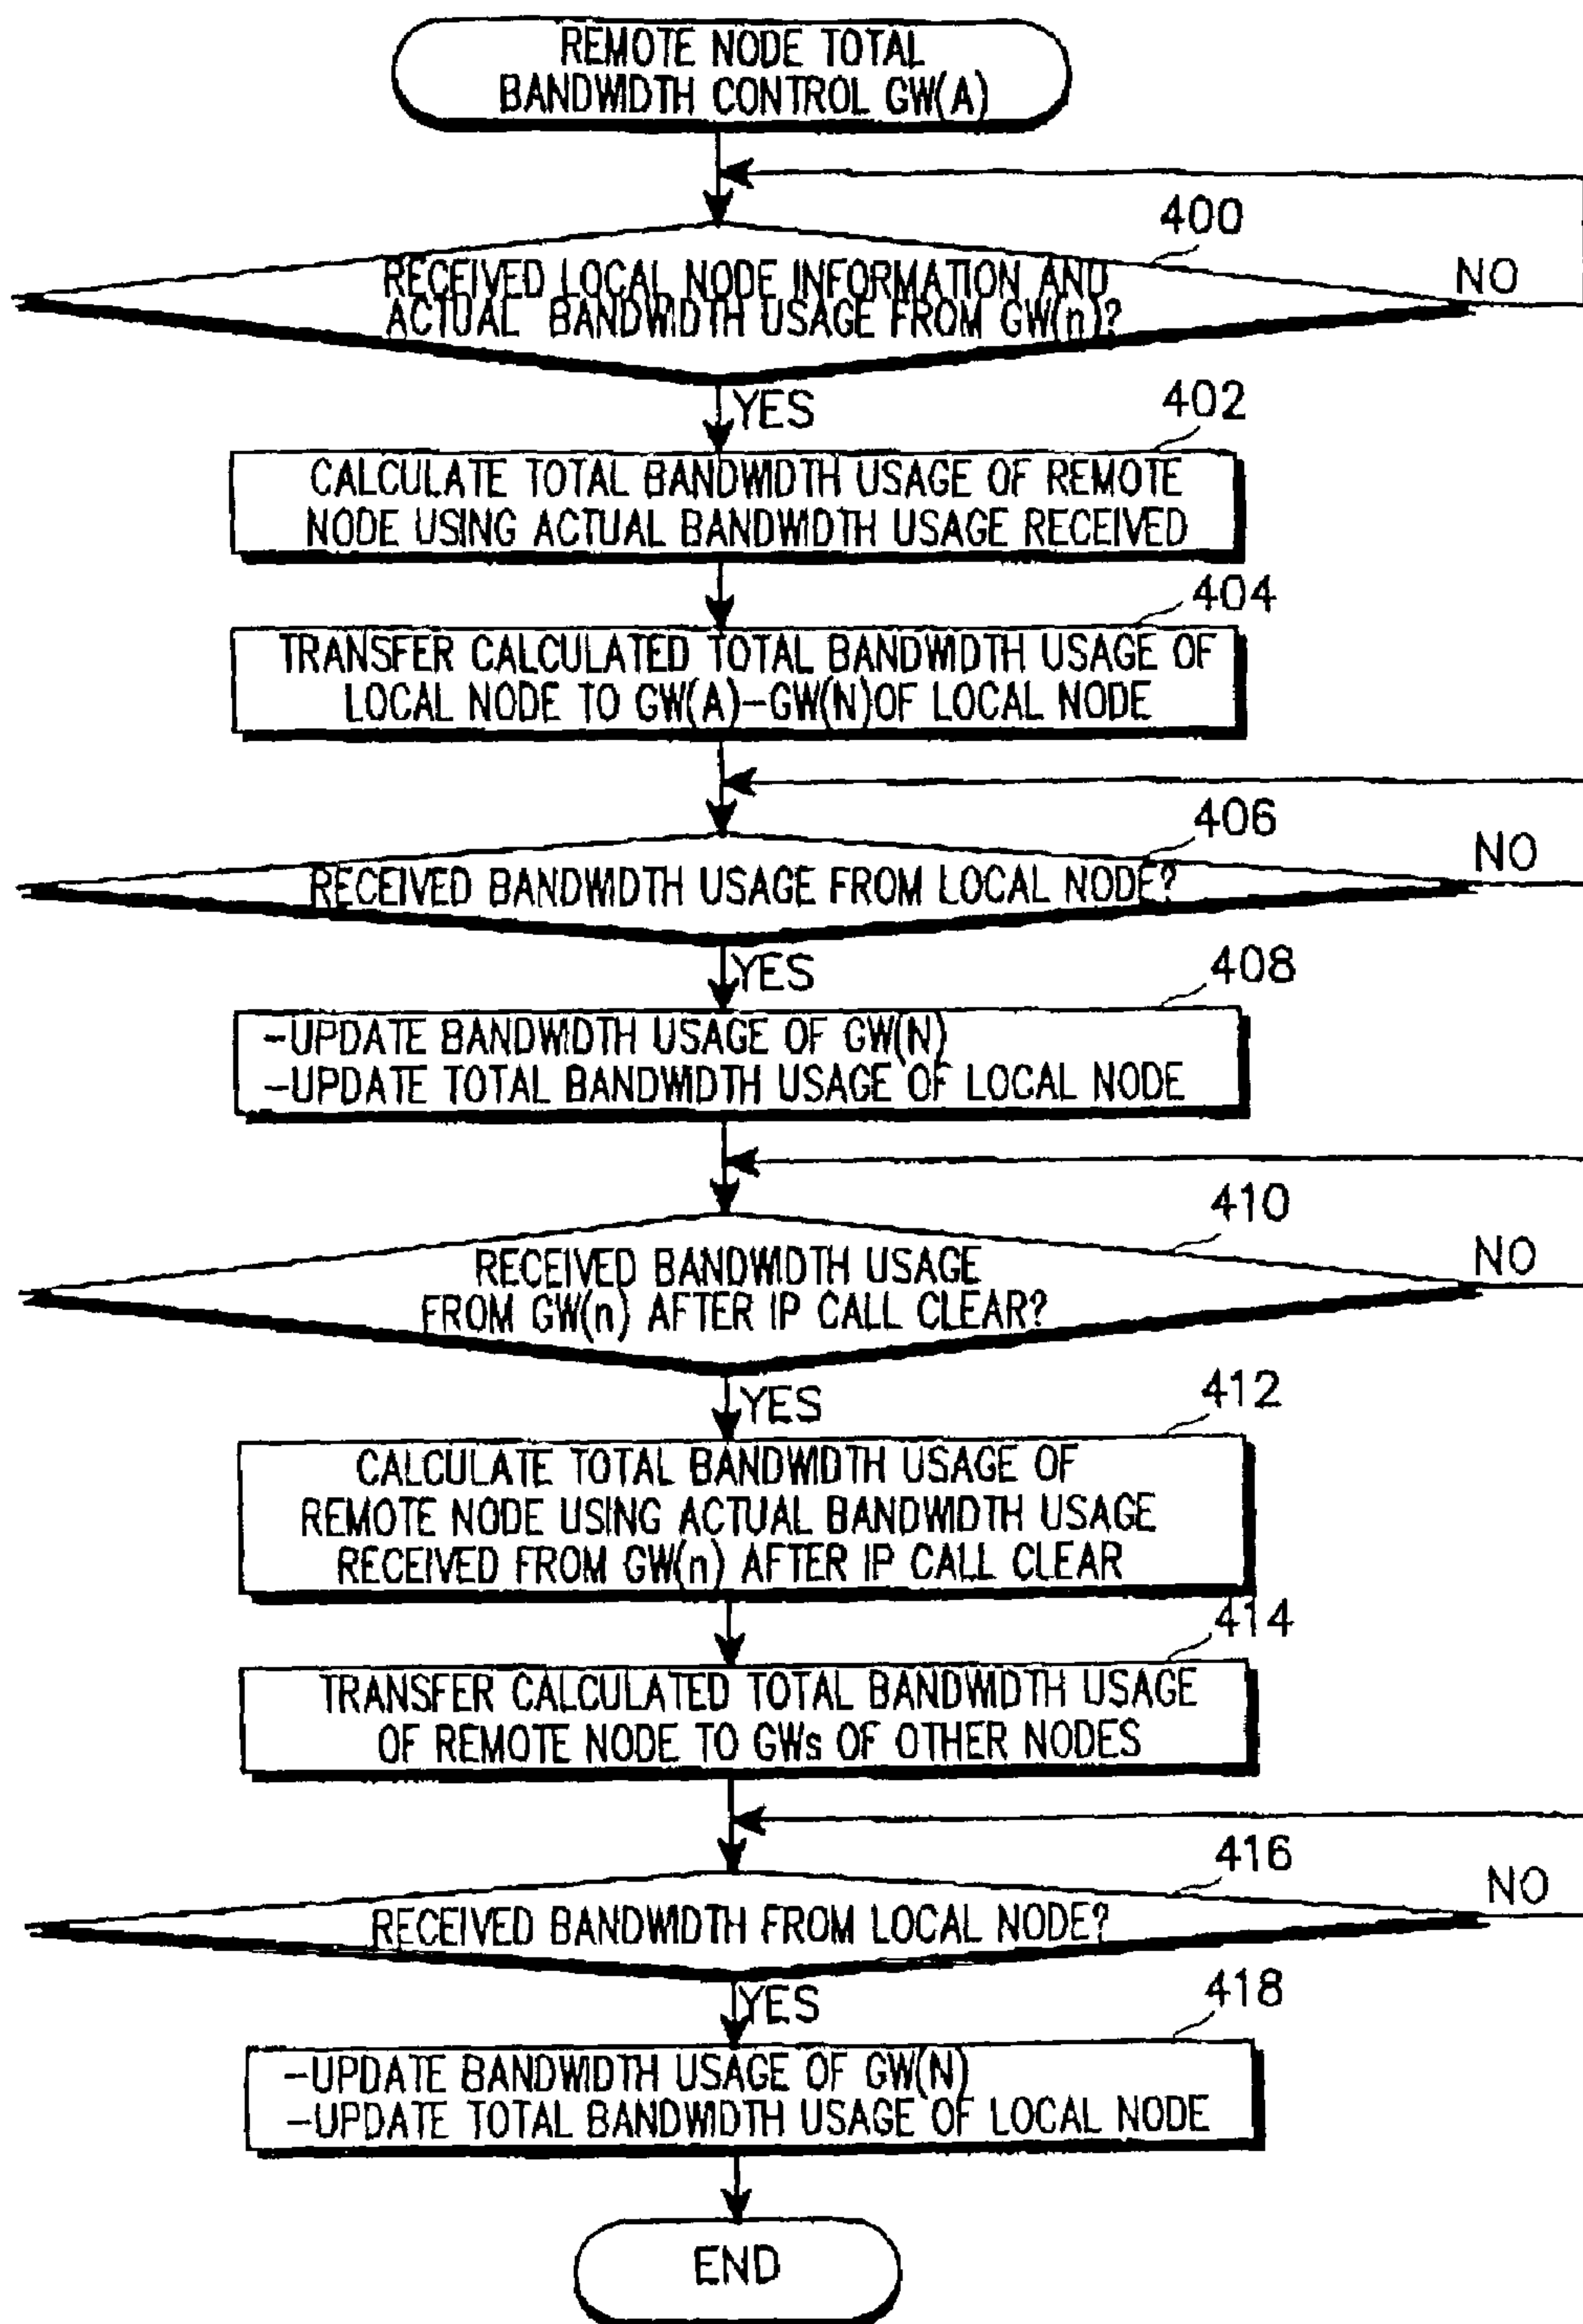 REMOTE NODE TOTAL
BANDWIDTH CONTROL GW(A)
400
RECEIVED LOCAL NODE INFORMATION AND
ACTUAL BANDWIDTH USAGE FROM GW(n)?
NO
YES
402
CALCULATE TOTAL BANDWIDTH USAGE OF REMOTE
NODE USING ACTUAL BANDWIDTH USAGE RECEIVED
404
TRANSFER CALCULATED TOTAL BANDWIDTH USAGE OF
LOCAL NODE TO GW(A)-GW(N)OF LOCAL NODE
406
NO
RECEIVED BANDWIDTH USAGE FROM LOCAL NODE?
YES
408
-UPDATE BANDWIDTH USAGE OF GW(N)
-UPDATE TOTAL BANDWIDTH USAGE OF LOCAL NODE
410
NO
RECEIVED BANDWIDTH USAGE
FROM GW(n) AFTER IP CALL CLEAR?
YES
412
CALCULATE TOTAL BANDWIDTH USAGE OF
REMOTE NODE USING ACTUAL BANDWIDTH USAGE
RECEIVED FROM GW(n) AFTER IP CALL CLEAR
414
TRANSFER CALCULATED TOTAL BANDWIDTH USAGE
OF REMOTE NODE TO GWs OF OTHER NODES
416
NO
RECEIVED BANDWIDTH FROM LOCAL NODE?
YES
418
-UPDATE BANDWIDTH USAGE OF GW(N)
-UPDATE TOTAL BANDWIDTH USAGE OF LOCAL NODE
END